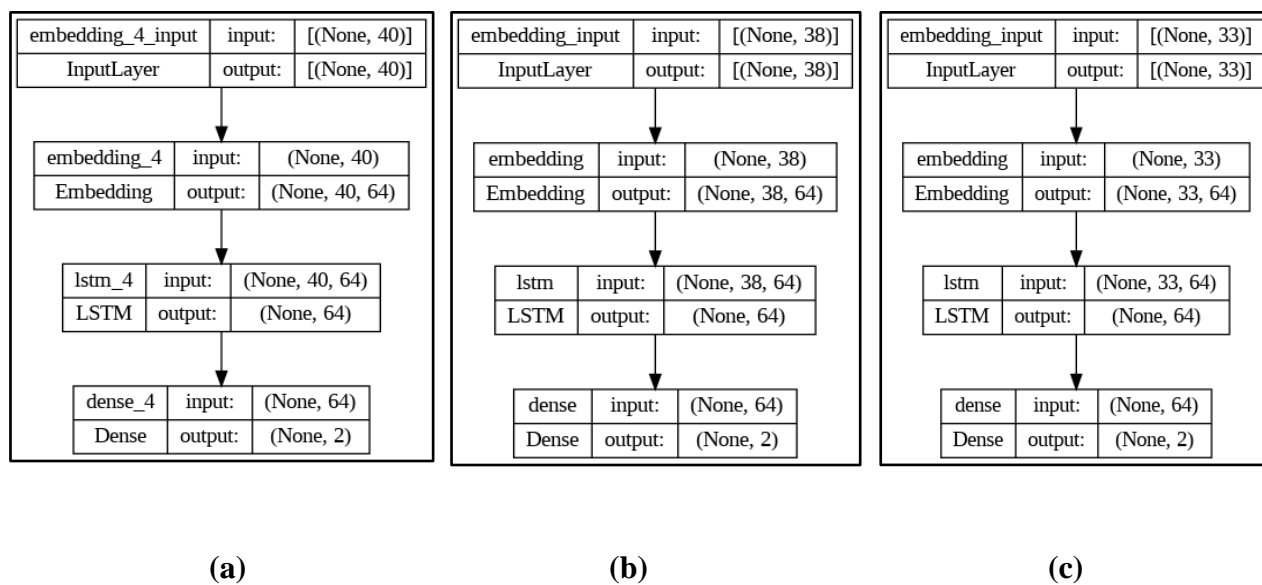 embedding_4_input input: [(None, 40)]
InputLayer output: [(None, 40)]
embedding_4 input: (None, 40)
Embedding output: (None, 40, 64)
lstm_4 input: (None, 40, 64)
LSTM output: (None, 64)
dense_4 input: (None, 64)
Dense output: (None, 2)
(a)
embedding_input input: [(None, 38)]
InputLayer output: [(None, 38)]
embedding input: (None, 38)
Embedding output: (None, 38, 64)
lstm input: (None, 38, 64)
LSTM output: (None, 64)
dense input: (None, 64)
Dense output: (None, 2)
(b)
embedding_input input: [(None, 33)]
InputLayer output: [(None, 33)]
embedding input: (None, 33)
Embedding output: (None, 33, 64)
lstm input: (None, 33, 64)
LSTM output: (None, 64)
dense input: (None, 64)
Dense output: (None, 2)
(c)